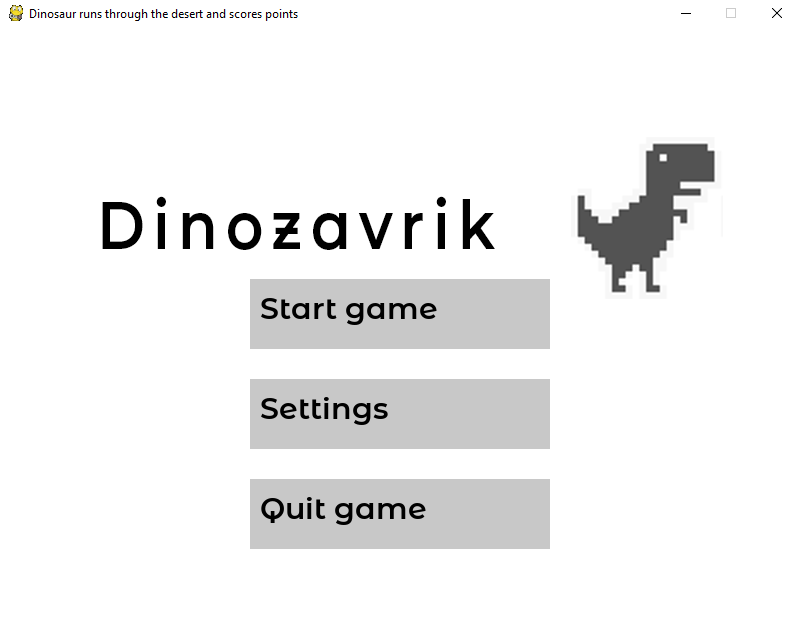 Dinosaur runs through the desert and scores points
Dinozavrik
Start game
Settings
Quit game